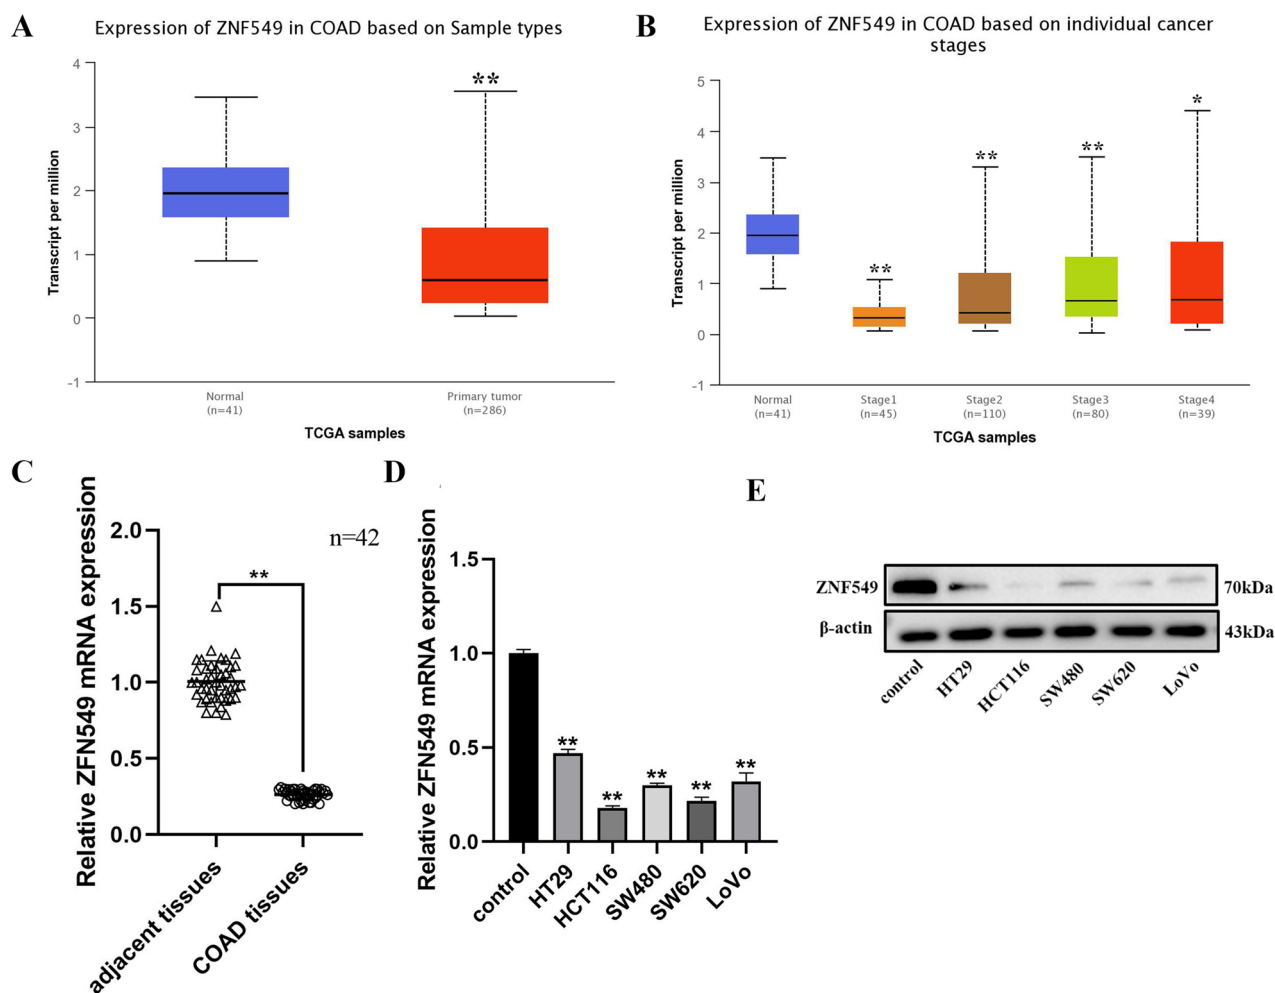 A
Expression of ZNF549 in COAD based on Sample types
**
4
3
2
1
0
-1
Transcript per million
Normal
(n=41)
Primary tumor
(n=286)
TCGA samples
B
Expression of ZNF549 in COAD based on individual cancer
stages
5
4
3
2
1
0
-1
Transcript per million
**
**
**
*
Normal
(n=41)
Stage1
(n=45)
Stage2
(n=110)
Stage3
(n=80)
Stage4
(n=39)
TCGA samples
C
Relative ZFN549 mRNA expression
2.0
1.5
1.0
0.5
0.0
n=42
**
adjacent tissues
COAD tissues
D
Relative ZFN549 mRNA expression
1.5
1.0
0.5
0.0
**
**
**
**
**
control
HT29
HCT116
SW480
SW620
LoVo
E
ZNF549
70kDa
β-actin
43kDa
control
HT29
HCT116
SW480
SW620
LoVo